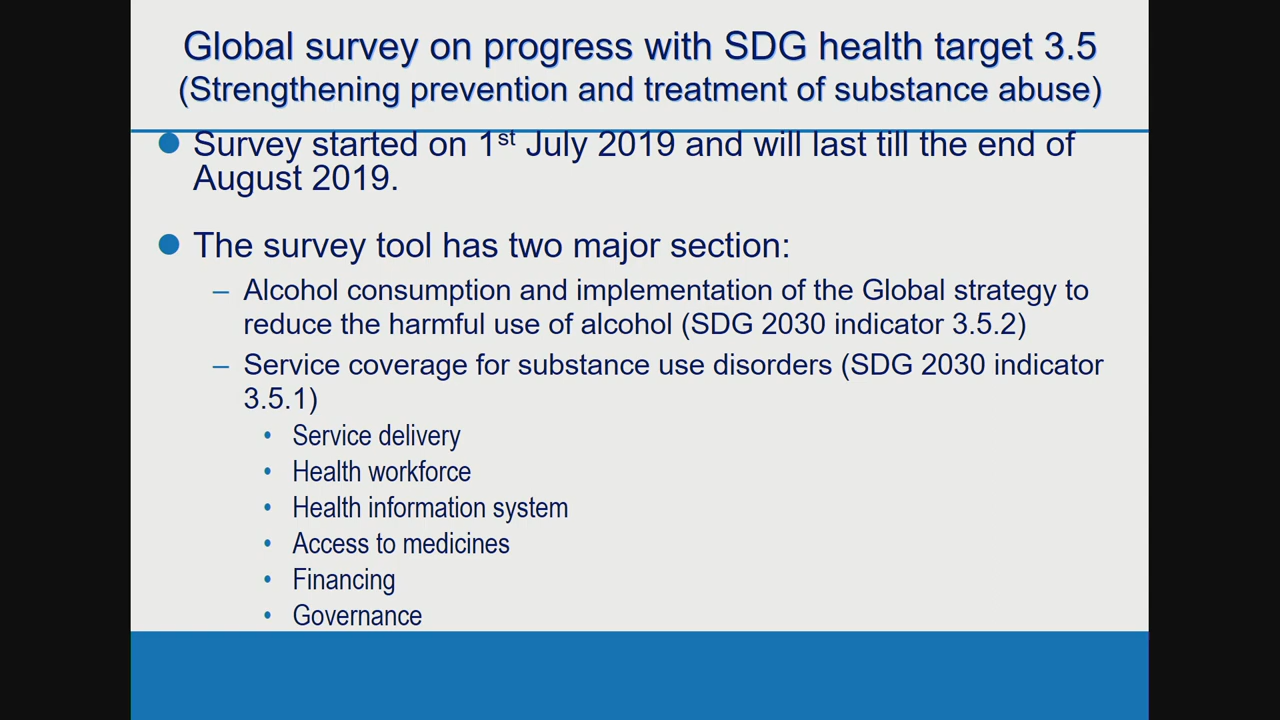 Global survey on progress with SDG health target 3.5
(Strengthening prevention and treatment of substance abuse)
● Survey started on 1st July 2019 and will last till the end of
August 2019.
● The survey tool has two major section:
– Alcohol consumption and implementation of the Global strategy to
reduce the harmful use of alcohol (SDG 2030 indicator 3.5.2)
– Service coverage for substance use disorders (SDG 2030 indicator
3.5.1)
• Service delivery
• Health workforce
• Health information system
• Access to medicines
• Financing
• Governance